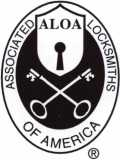 ALOA
ASSOCIATED LOCKSMITHS
OF AMERICA
®